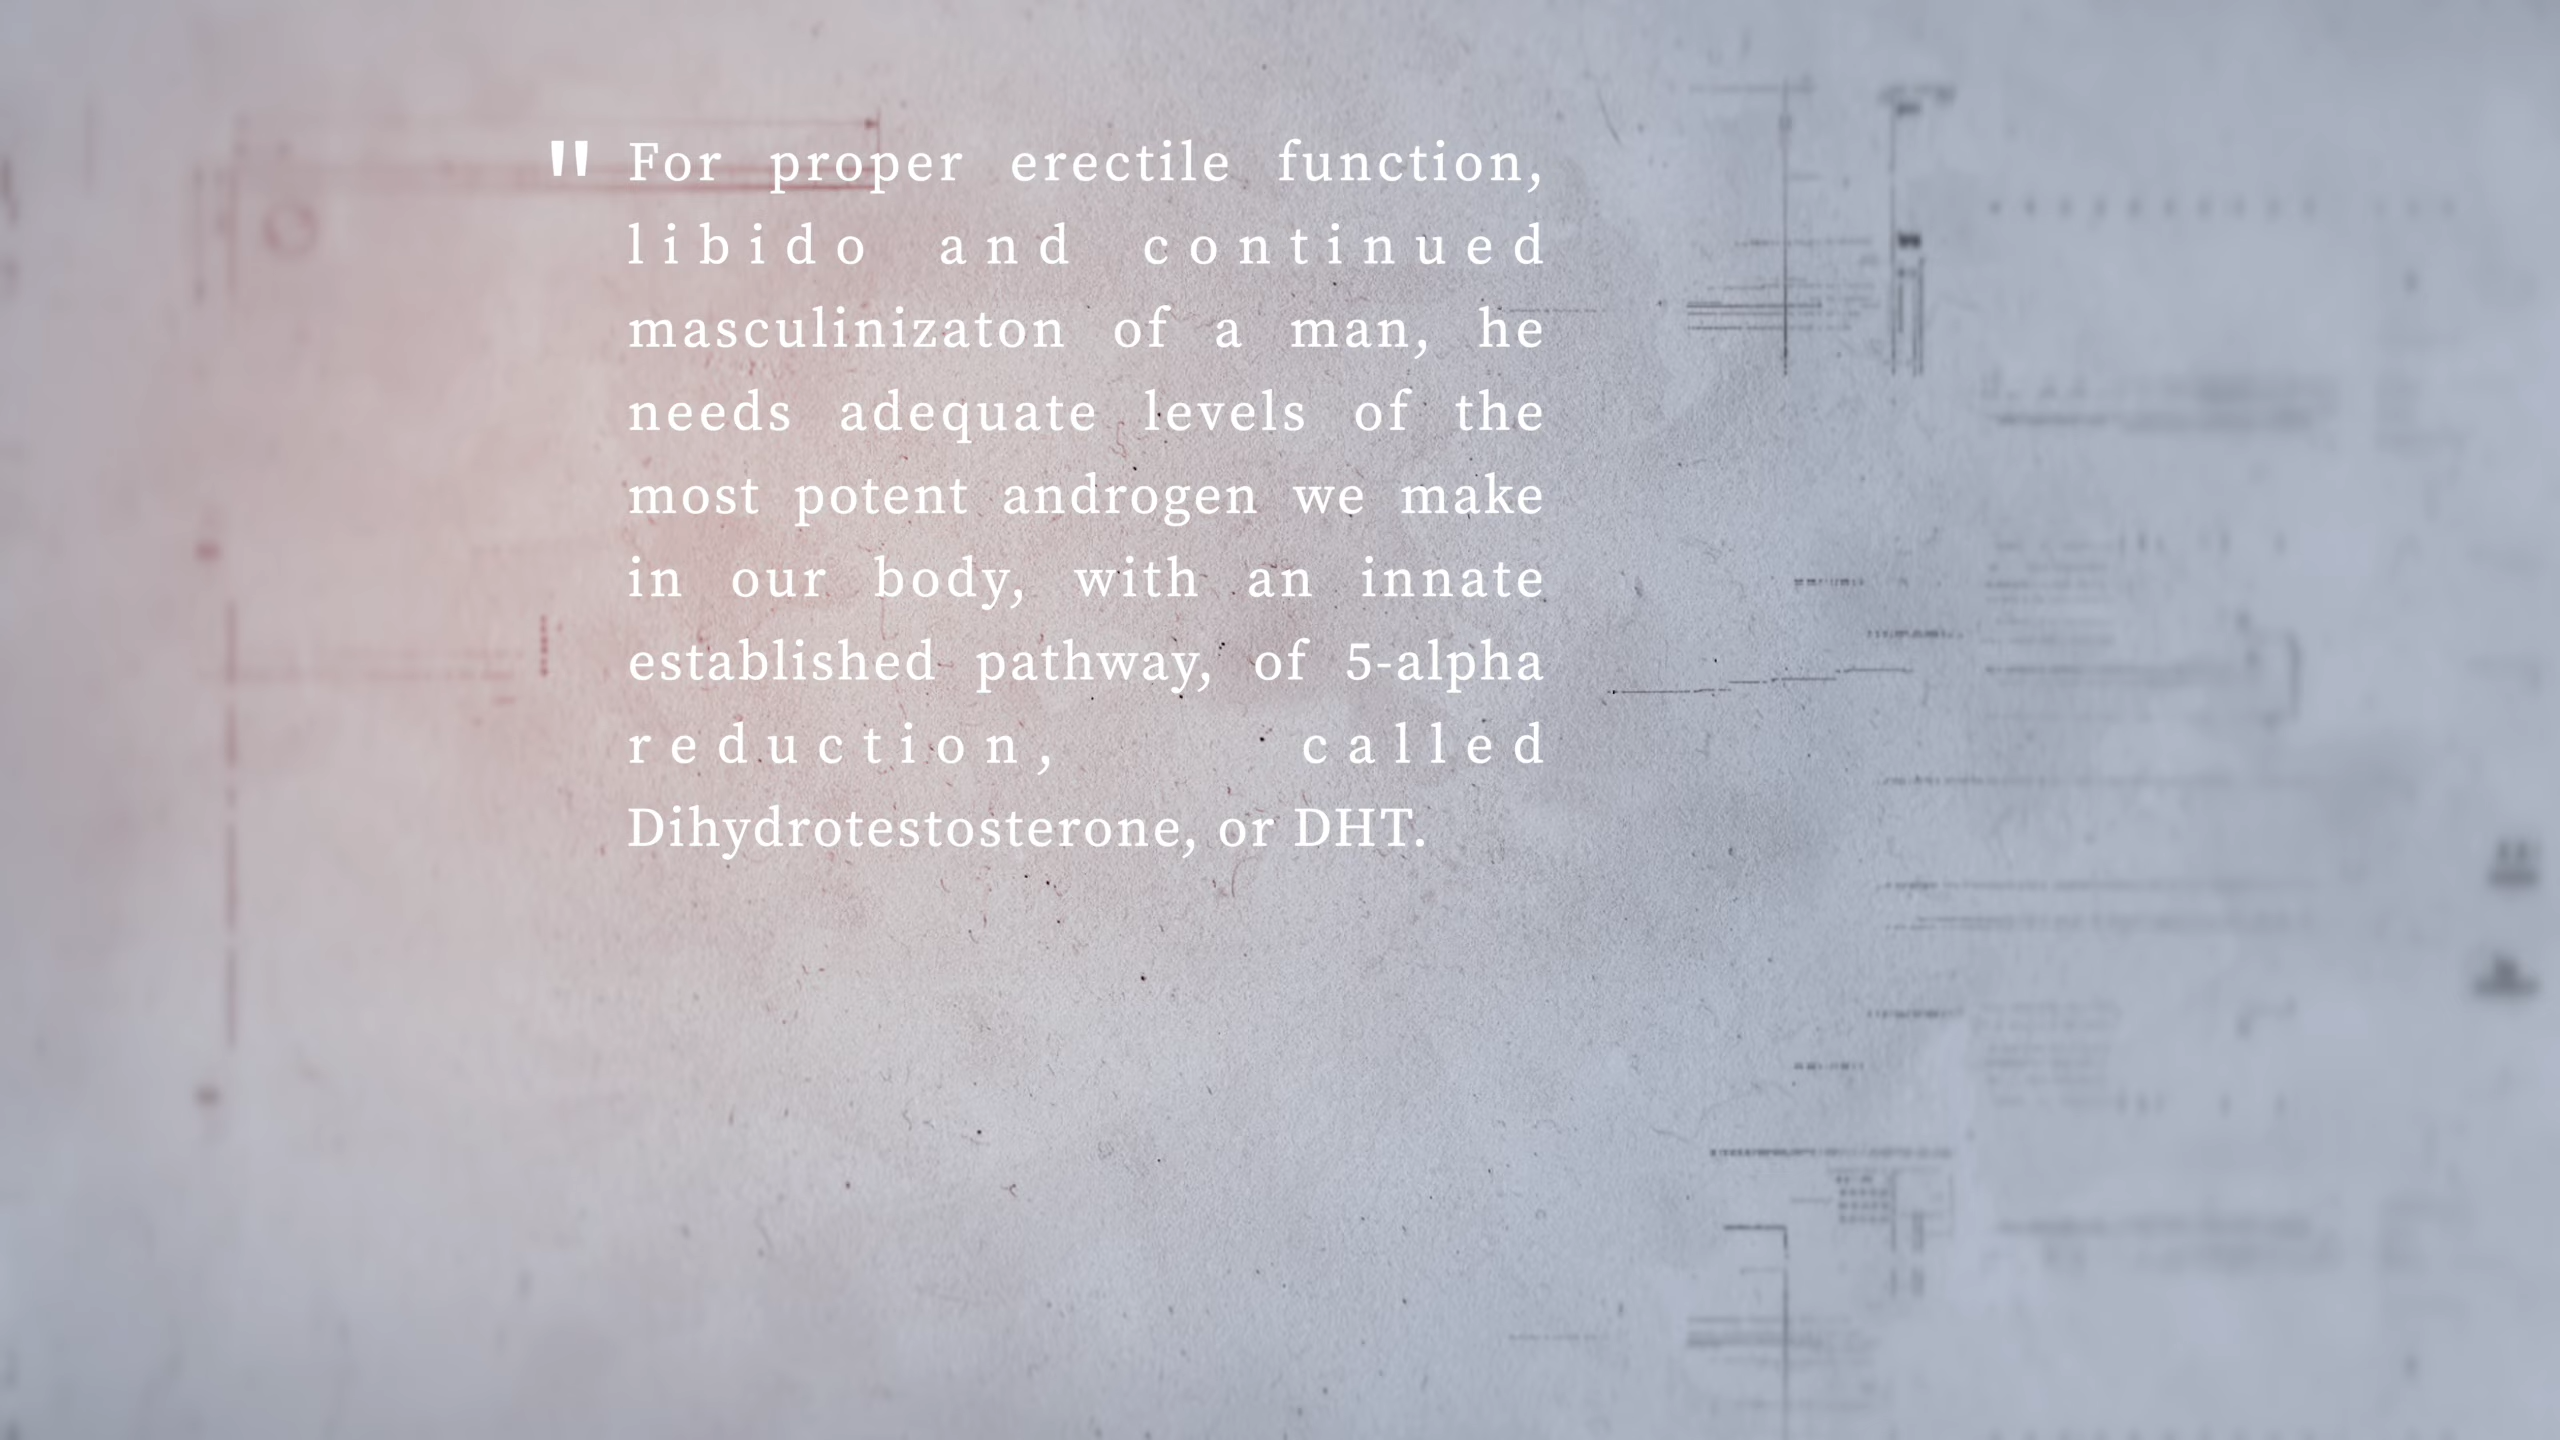 " For proper erectile function,
libido and continued
masculinizaton of a man, he
needs adequate levels of the
most potent androgen we make
in our body, with an innate
established pathway, of 5-alpha
reduction, called
Dihydrotestosterone, or DHT.